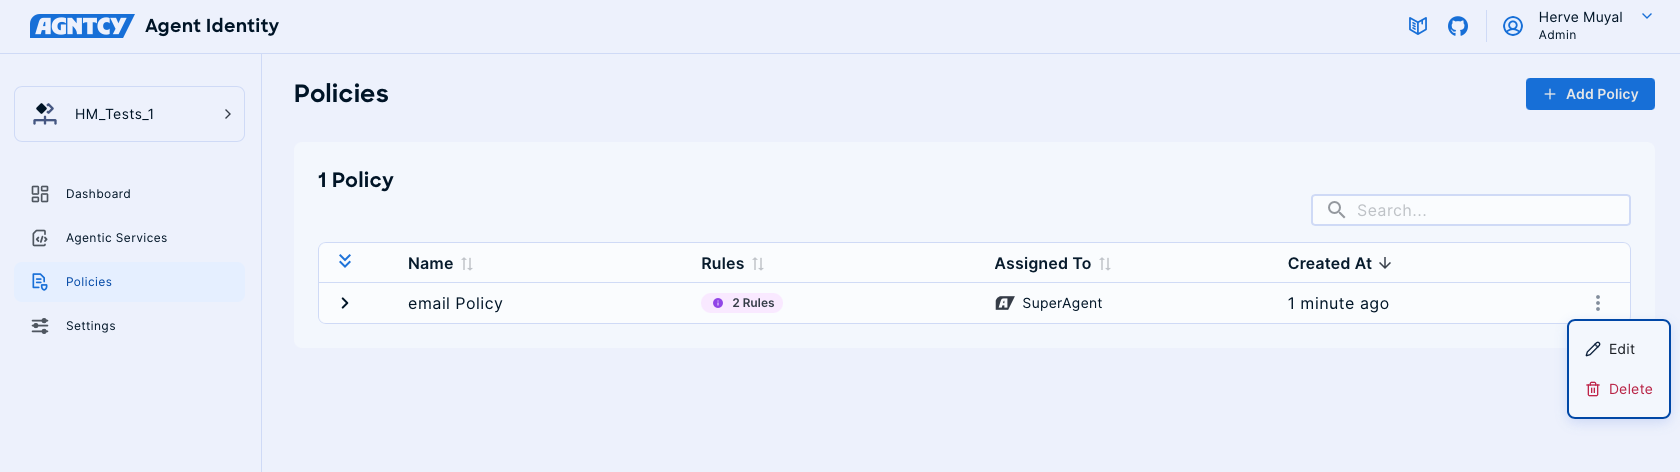 AGNTCY Agent Identity
Herve Muyal
Admin
HM_Tests_1
Dashboard
Agentic Services
Policies
Settings
Policies
Add Policy
1 Policy
Search...
Name Rules Assigned To Created At
email Policy 2 Rules SuperAgent 1 minute ago
Edit
Delete